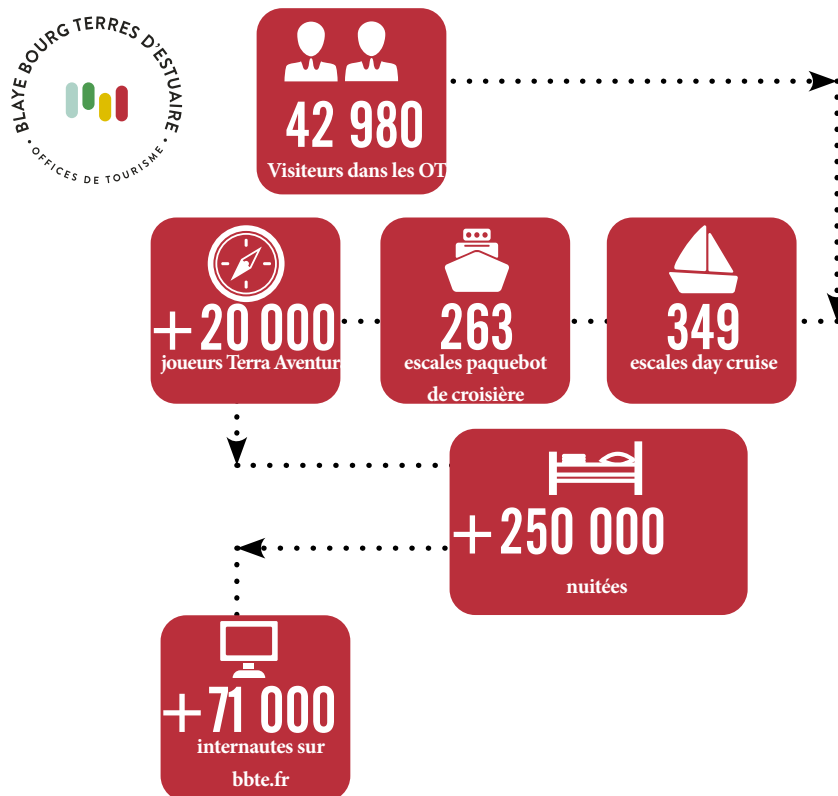 BLAYE BOURG TERRES D'ESTUAIRE
• OFFICES DE TOURISME •
42 980
Visiteurs dans les OT
+ 20 000
joueurs Terra Aventur
263
escales paquebot
de croisière
349
escales day cruise
+ 250 000
nuitées
+ 71 000
internautes sur
bbte.fr